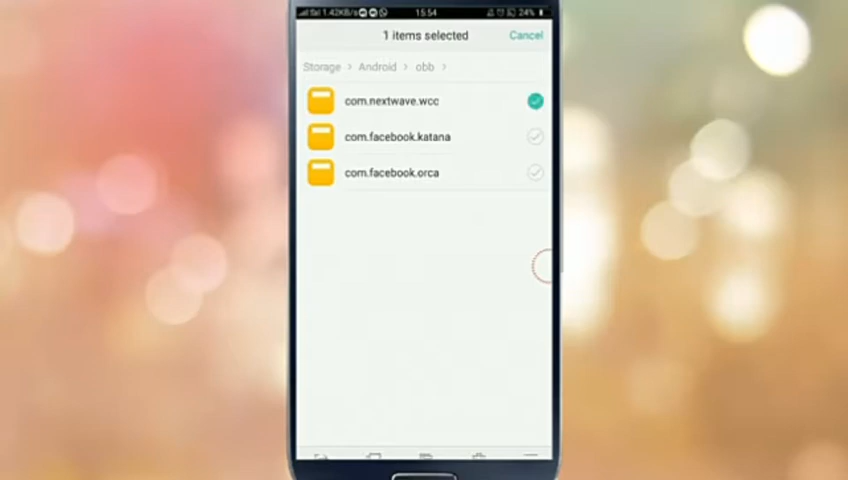 1.42KB/s 15:54 24%
1 items selected Cancel
Storage > Android > obb >
com.nextwave.wcc
com.facebook.katana
com.facebook.orca